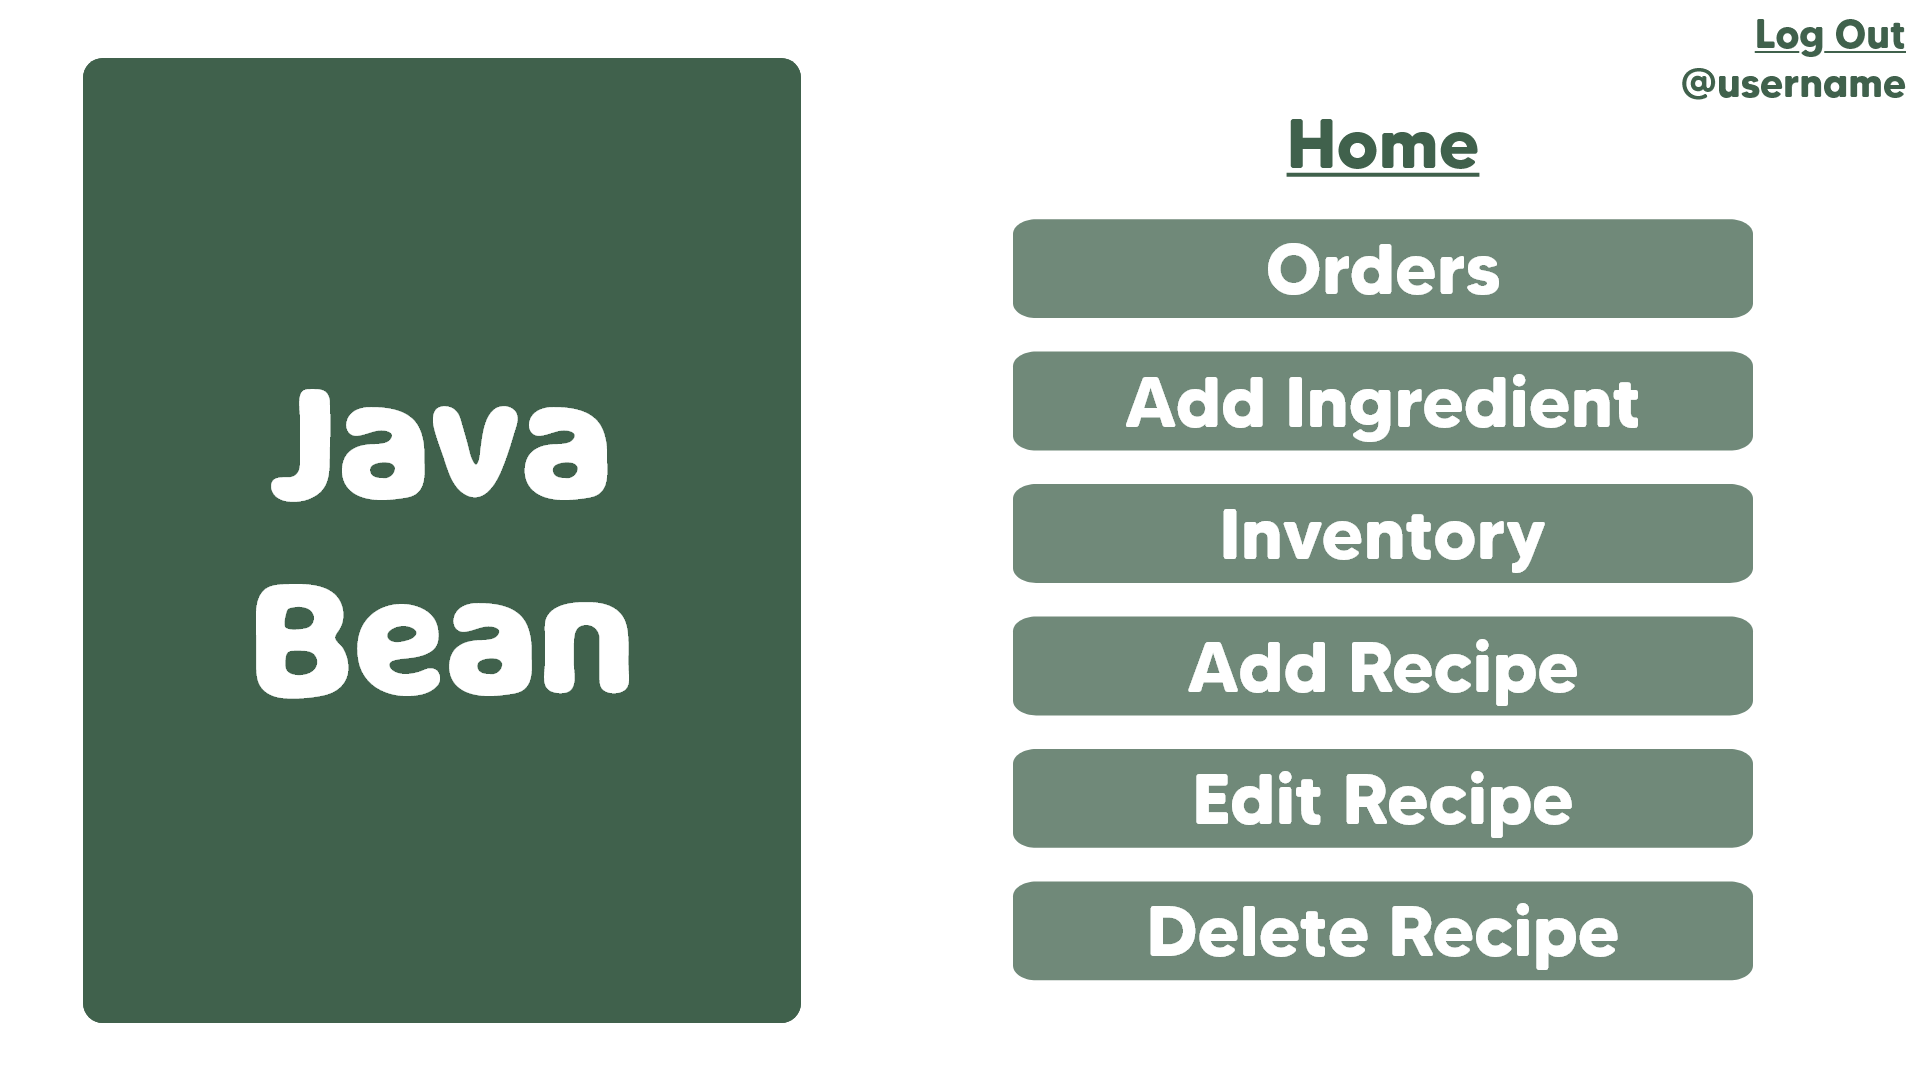 Java
Bean
Log Out
@username
Home
Orders
Add Ingredient
Inventory
Add Recipe
Edit Recipe
Delete Recipe